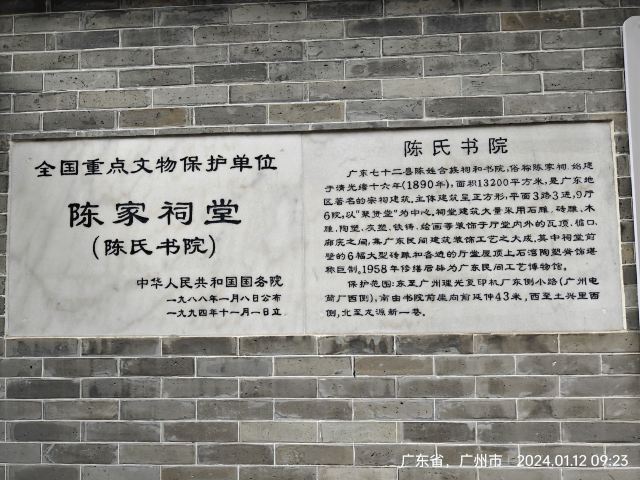 全国重点文物保护单位
陈家祠堂
(陈氏书院)
中华人民共和国国务院
一九八八年一月八日公布
一九九四年十一月一日立
陈氏书院
广东七十二县陈姓合族祠和书院,俗称陈家祠.始建
于清光绪十六年(1890年),面积13200平方米,是广东地
区著名的宗祠建筑.主体建筑呈正方形,平面3路3进,9厅
6院,以“聚贤堂”为中心.祠堂建筑大量采用石雕、砖雕、木
雕、陶塑、灰塑、铁铸、绘画等装饰于厅堂内外的瓦顶、檐口、
廊庑之间,集广东民间建筑装饰工艺之大成,其中祠堂前
壁的6幅大型砖雕和各进的厅堂屋顶上石湾陶塑脊饰堪
称巨制.1958年修缮后辟为广东民间工艺博物馆.
保护范围:东至广州理光复印机厂东侧小路(广州电
筒厂西侧),南由书院前座向前延伸43米,西至土兴里西
侧,北至龙源新一巷.
广东省,广州市 2024.01.12 09:23